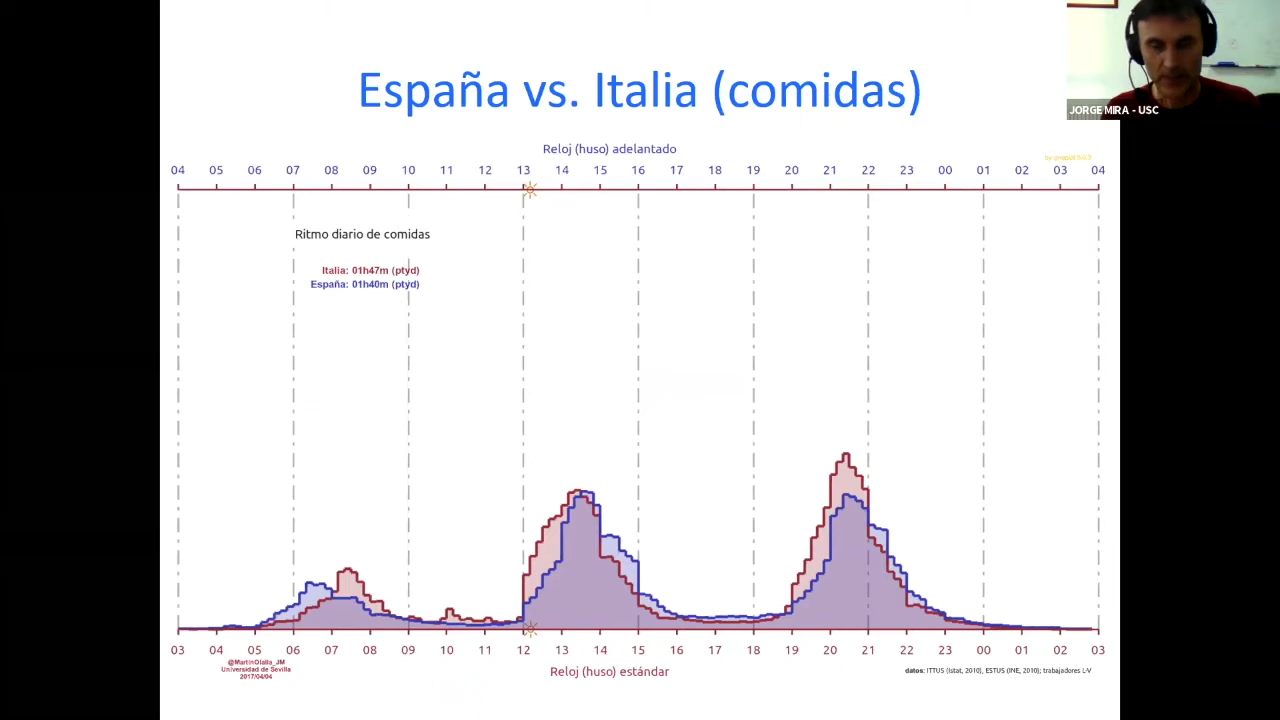 España vs. Italia (comidas)
JORGE MIRA - USC
Reloj (huso) adelantado
04 05 06 07 08 09 10 11 12 13 14 15 16 17 18 19 20 21 22 23 00 01 02 03 04
Ritmo diario de comidas
Italia: 01h47m (ptyd)
España: 01h40m (ptyd)
03 04 05 06 07 08 09 10 11 12 13 14 15 16 17 18 19 20 21 22 23 00 01 02 03
Reloj (huso) estándar
@MartinOlalla_JM
Universidad de Sevilla
2017/04/04
datos: ITTUS (Istat, 2010), ESTUS (INE, 2010); trabajadores L-V